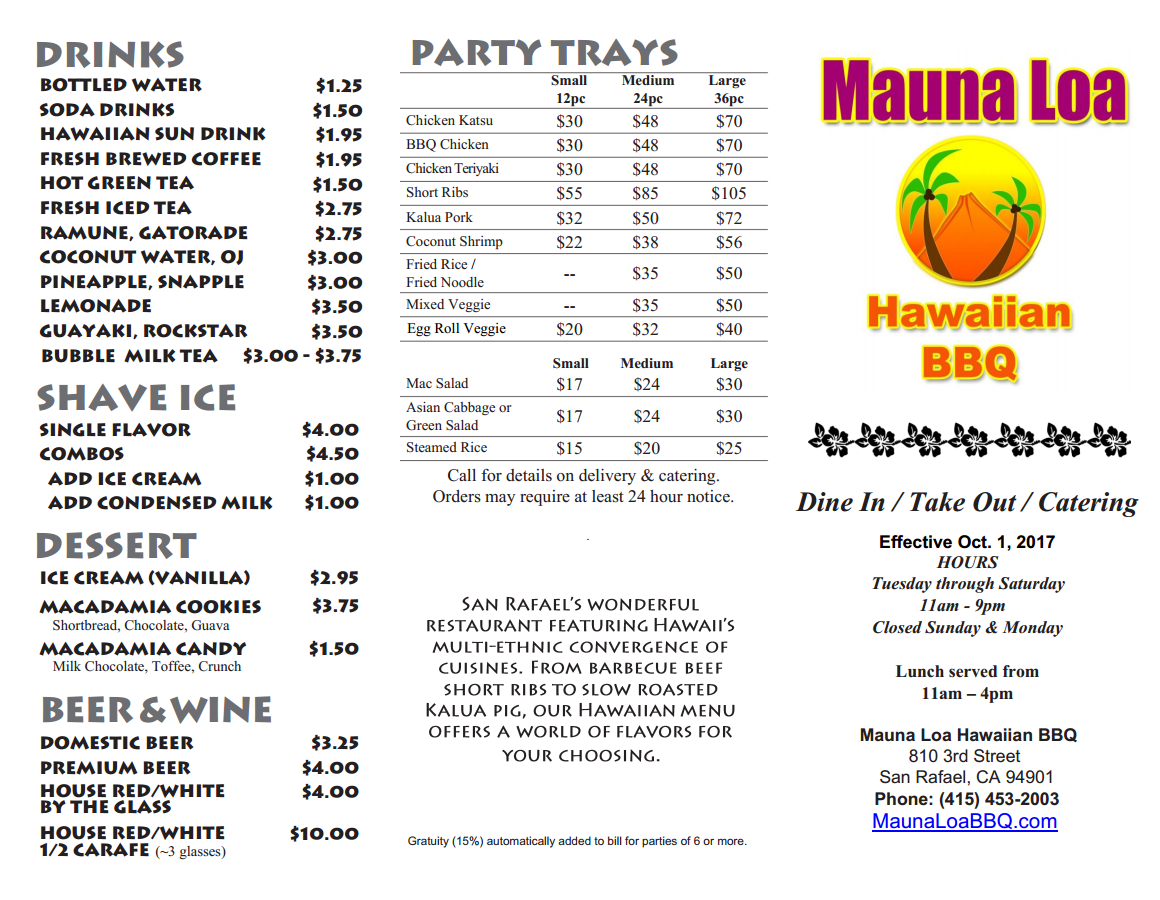 DRINKS
BOTTLED WATER $1.25
SODA DRINKS $1.50
HAWAIIAN SUN DRINK $1.95
FRESH BREWED COFFEE $1.95
HOT GREEN TEA $1.50
FRESH ICED TEA $2.75
RAMUNE, GATORADE $2.75
COCONUT WATER, OJ $3.00
PINEAPPLE, SNAPPLE $3.00
LEMONADE $3.50
GUAYAKI, ROCKSTAR $3.50
BUBBLE MILK TEA $3.00 - $3.75
SHAVE ICE
SINGLE FLAVOR $4.00
COMBOS $4.50
ADD ICE CREAM $1.00
ADD CONDENSED MILK $1.00
DESSERT
ICE CREAM (VANILLA) $2.95
MACADAMIA COOKIES $3.75
Shortbread, Chocolate, Guava
MACADAMIA CANDY $1.50
Milk Chocolate, Toffee, Crunch
BEER & WINE
DOMESTIC BEER $3.25
PREMIUM BEER $4.00
HOUSE RED/WHITE $4.00
BY THE GLASS
HOUSE RED/WHITE $10.00
1/2 CARAFE (~3 glasses)
PARTY TRAYS
Small Medium Large
12pc 24pc 36pc
Chicken Katsu $30 $48 $70
BBQ Chicken $30 $48 $70
Chicken Teriyaki $30 $48 $70
Short Ribs $55 $85 $105
Kalua Pork $32 $50 $72
Coconut Shrimp $22 $38 $56
Fried Rice /
Fried Noodle -- $35 $50
Mixed Veggie -- $35 $50
Egg Roll Veggie $20 $32 $40
Small Medium Large
Mac Salad $17 $24 $30
Asian Cabbage or
Green Salad $17 $24 $30
Steamed Rice $15 $20 $25
Call for details on delivery & catering.
Orders may require at least 24 hour notice.
San Rafael's wonderful
restaurant featuring Hawaii's
multi-ethnic convergence of
cuisines. From barbecue beef
short ribs to slow roasted
Kalua pig, our Hawaiian menu
offers a world of flavors for
your choosing.
Gratuity (15%) automatically added to bill for parties of 6 or more.
Mauna Loa
Hawaiian
BBQ
Dine In / Take Out / Catering
Effective Oct. 1, 2017
HOURS
Tuesday through Saturday
11am - 9pm
Closed Sunday & Monday
Lunch served from
11am – 4pm
Mauna Loa Hawaiian BBQ
810 3rd Street
San Rafael, CA 94901
Phone: (415) 453-2003
MaunaLoaBBQ.com